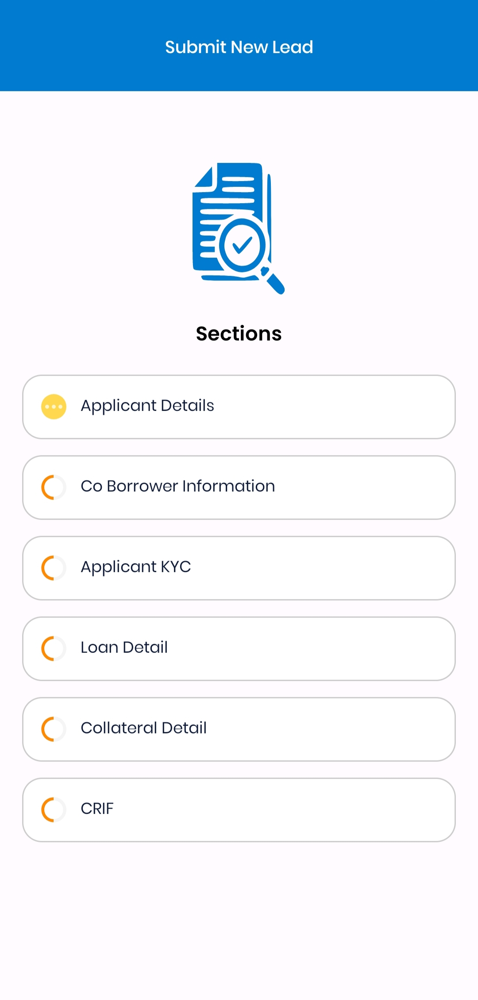 Submit New Lead
Sections
Applicant Details
Co Borrower Information
Applicant KYC
Loan Detail
Collateral Detail
CRIF